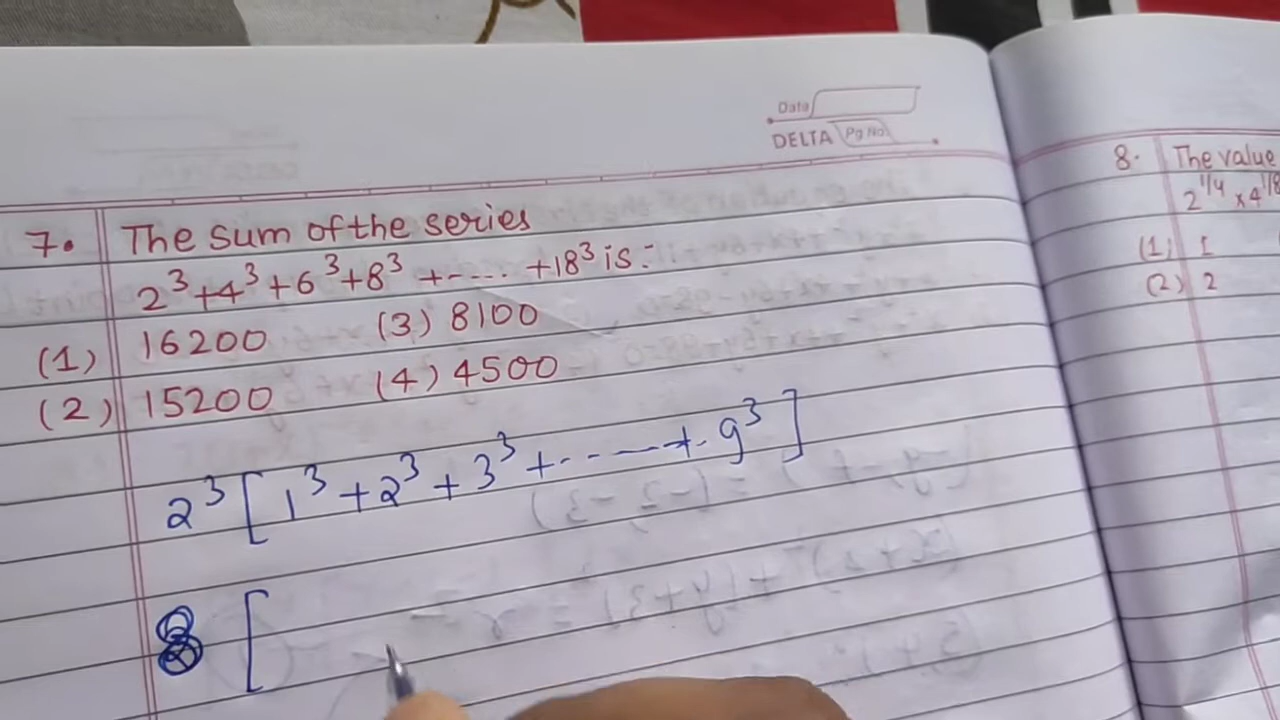 Data
DELTA Pg No
7. The sum of the series
2³+4³+6³+8³ +-.... +18³ is:
(1) 16200 (3) 8100
(2) 15200 (4) 4500
2³ [1³+2³+3³+.....+ 9³]
8 [
8. The value
2^1/4 x4^1/8
(1) 1
(2) 2